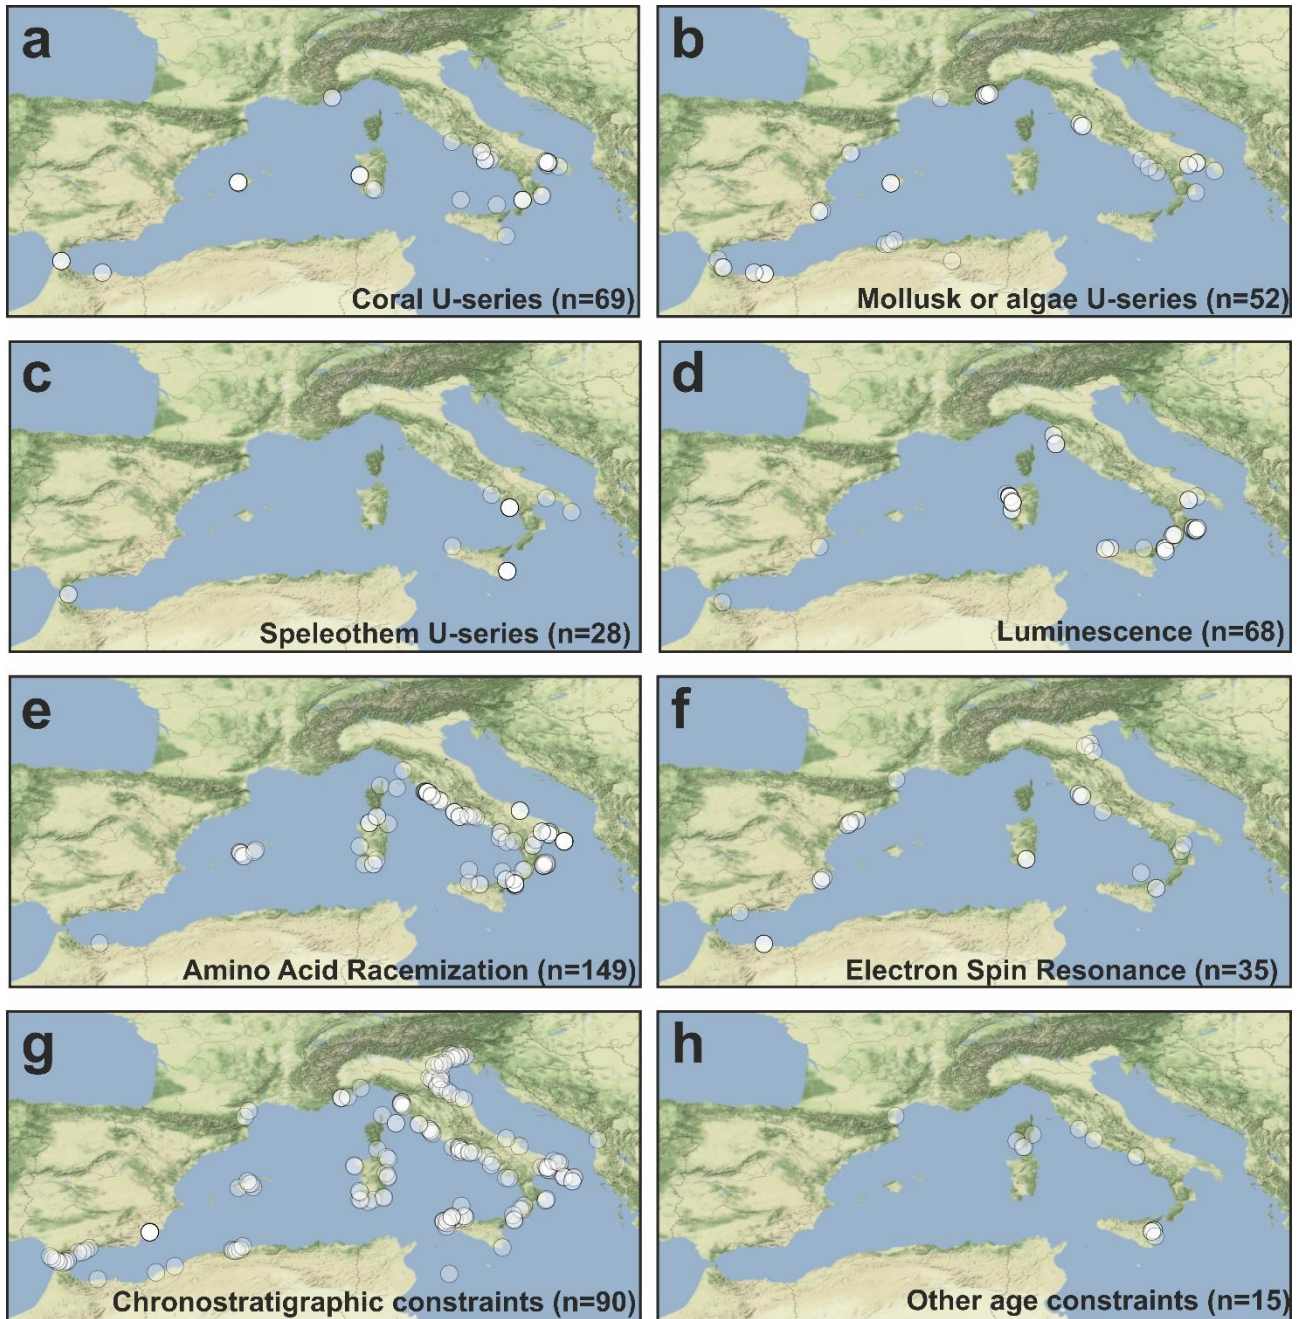 a
Coral U-series (n=69)
b
Mollusk or algae U-series (n=52)
c
Speleothem U-series (n=28)
d
Luminescence (n=68)
e
Amino Acid Racemization (n=149)
f
Electron Spin Resonance (n=35)
g
Chronostratigraphic constraints (n=90)
h
Other age constraints (n=15)